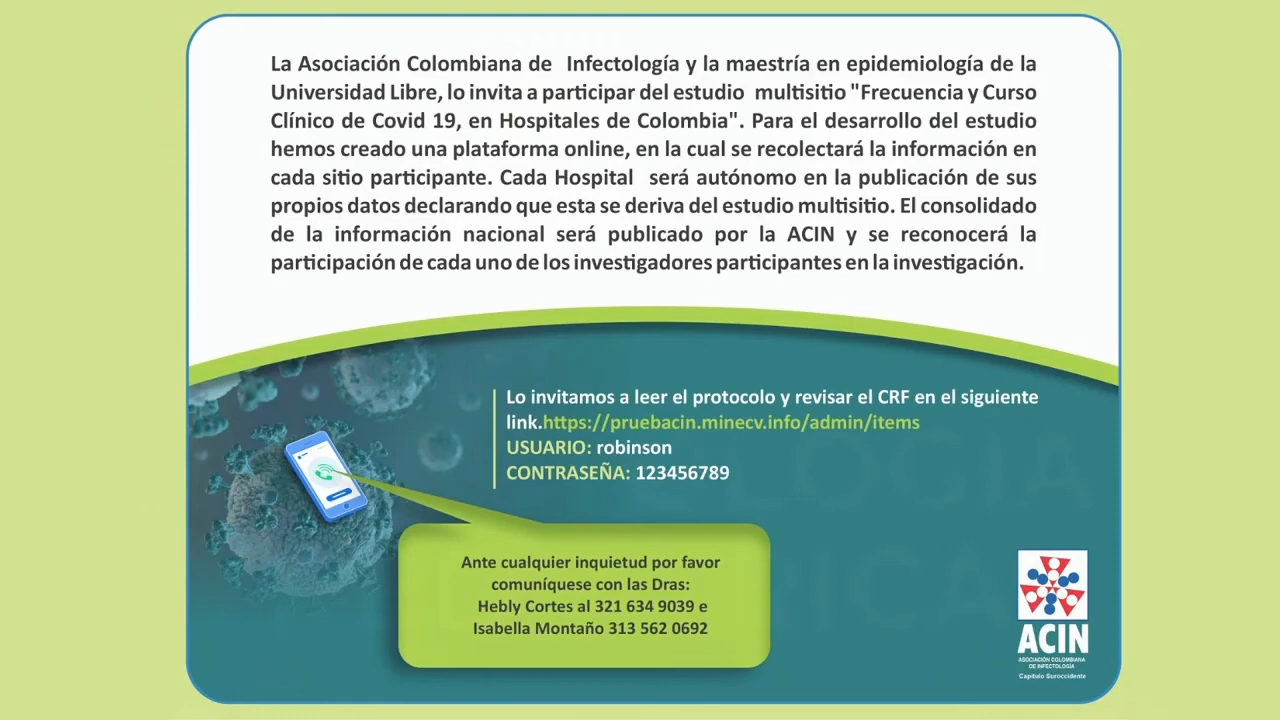 La Asociación Colombiana de  Infectología y la maestría en epidemiología de la
Universidad Libre, lo invita a participar del estudio  multisitio "Frecuencia y Curso
Clínico de Covid 19, en Hospitales de Colombia". Para el desarrollo del estudio
hemos creado una plataforma online, en la cual se recolectará la información en
cada sitio participante. Cada Hospital  será autónomo en la publicación de sus
propios datos declarando que esta se deriva del estudio multisitio. El consolidado
de la información nacional será publicado por la ACIN y se reconocerá la
participación de cada uno de los investigadores participantes en la investigación.
Lo invitamos a leer el protocolo y revisar el CRF en el siguiente
link.https://pruebacin.minecv.info/admin/items
USUARIO: robinson
CONTRASEÑA: 123456789
Ante cualquier inquietud por favor
comuníquese con las Dras:
Hebly Cortes al 321 634 9039 e
Isabella Montaño 313 562 0692
ACIN
ASOCIACIÓN COLOMBIANA
DE INFECTOLOGÍA
Capítulo Suroccidente